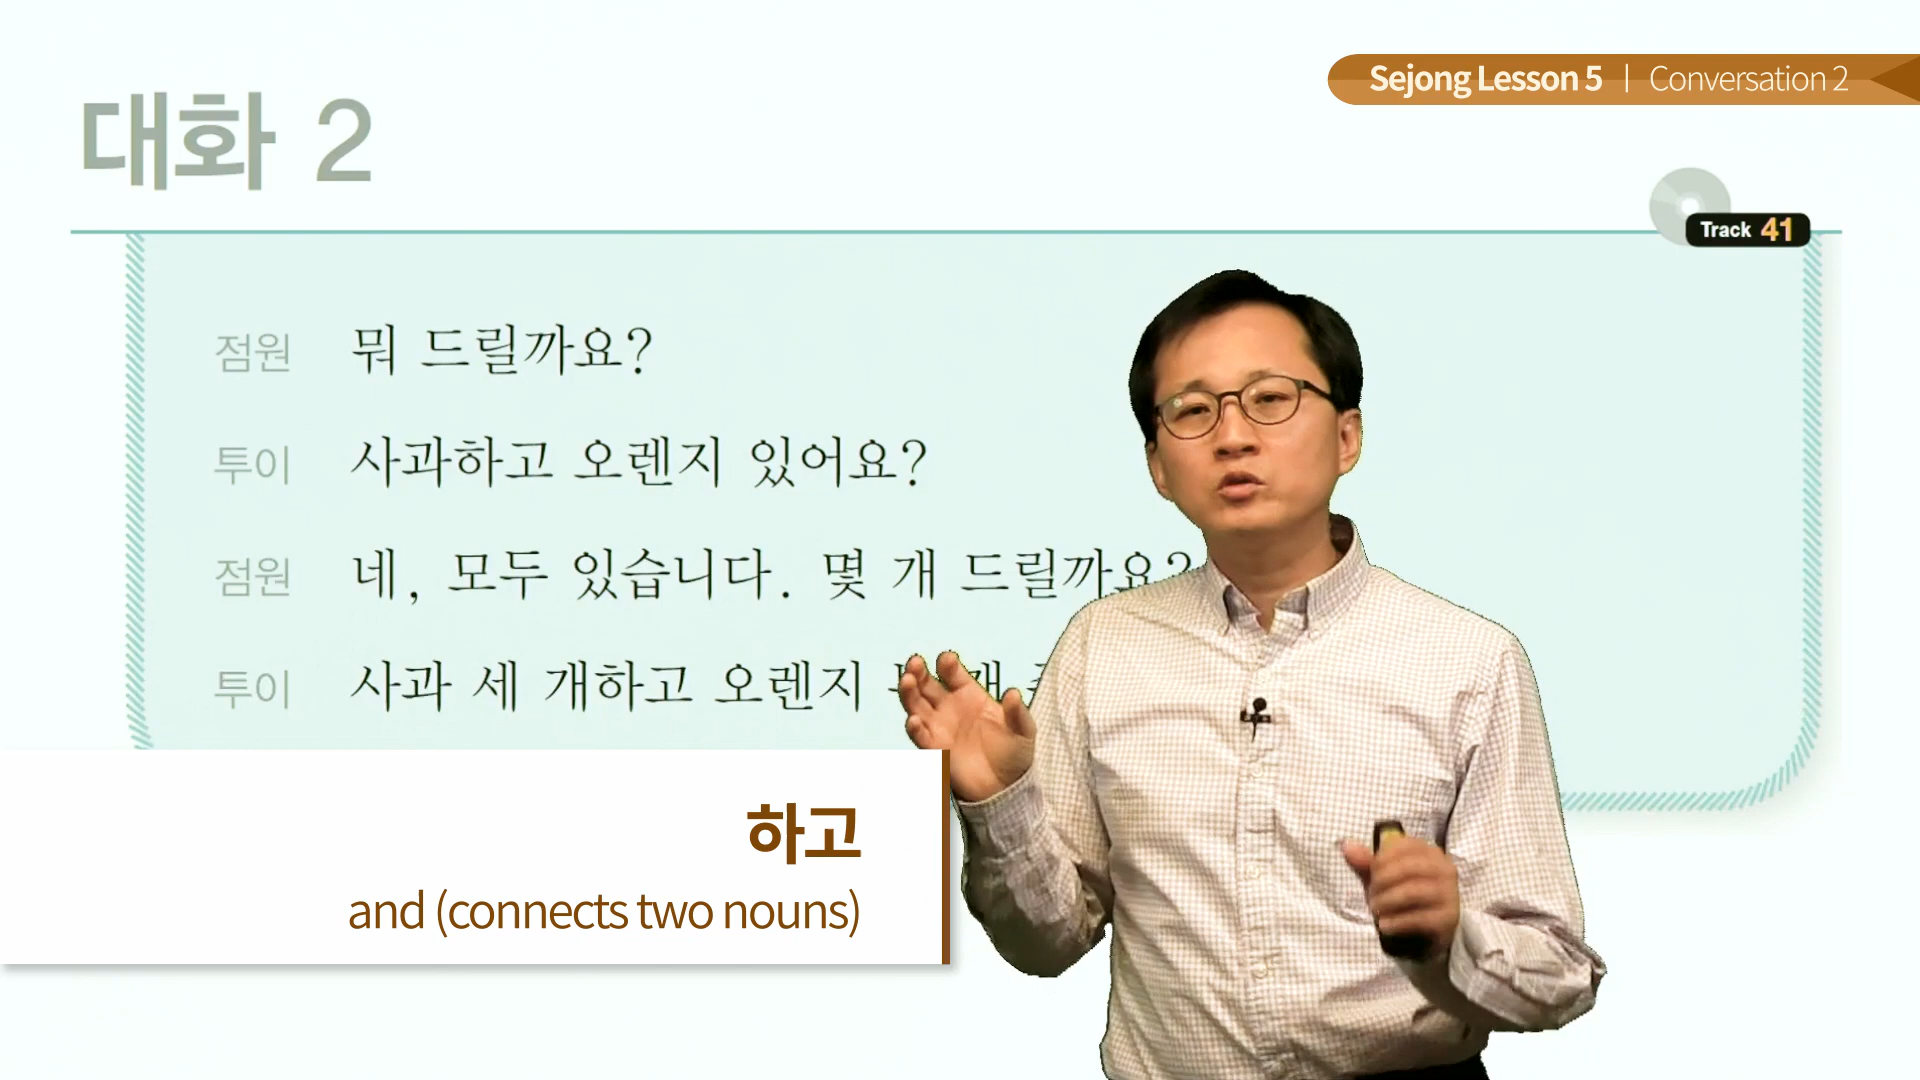 Sejong Lesson 5 | Conversation 2
대화 2
Track 41
점원 뭐 드릴까요?
투이 사과하고 오렌지 있어요?
점원 네, 모두 있습니다. 몇 개 드릴까요?
투이 사과 세 개하고 오렌지 개
하고
and (connects two nouns)